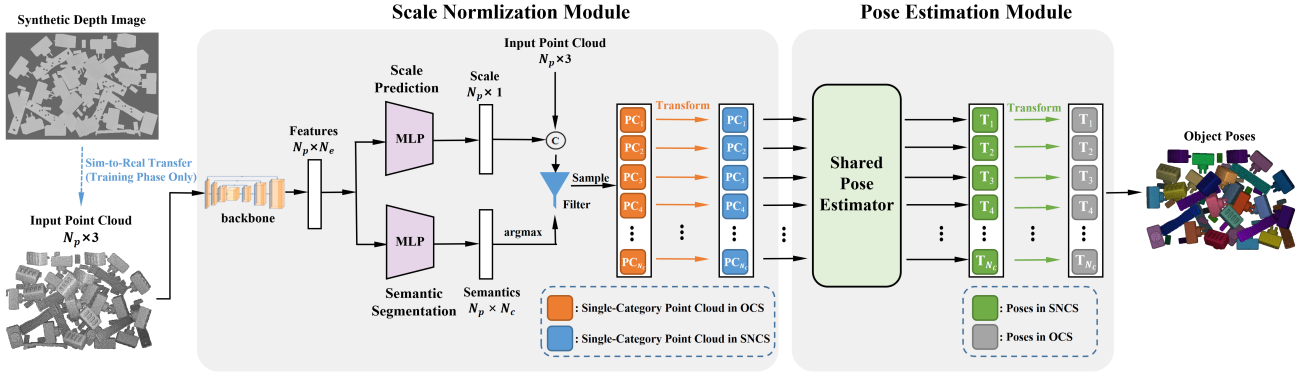 Scale Normlization Module
Pose Estimation Module
Synthetic Depth Image
Sim-to-Real Transfer
(Training Phase Only)
Input Point Cloud
N_p×3
backbone
Features
N_p×N_e
Scale
Prediction
MLP
Scale
N_p×1
Input Point Cloud
N_p×3
C
MLP
Semantic
Segmentation
Semantics
N_p × N_c
argmax
Sample
Filter
Transform
PC_1
PC_2
PC_3
PC_4
PC_{N_c}
PC_1
PC_2
PC_3
PC_4
PC_{N_c}
: Single-Category Point Cloud in OCS
: Single-Category Point Cloud in SNCS
Shared
Pose
Estimator
Transform
T_1
T_2
T_3
T_4
T_{N_c}
T_1
T_2
T_3
T_4
T_{N_c}
: Poses in SNCS
: Poses in OCS
Object Poses